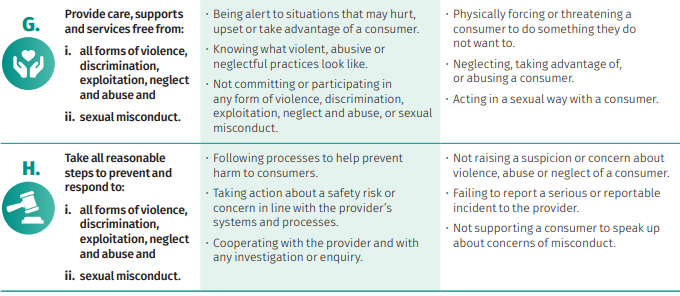 G.
Provide care, supports
and services free from:
i. all forms of violence,
discrimination,
exploitation, neglect
and abuse and
ii. sexual misconduct.
· Being alert to situations that may hurt,
upset or take advantage of a consumer.
· Knowing what violent, abusive or
neglectful practices look like.
· Not committing or participating in
any form of violence, discrimination,
exploitation, neglect and abuse, or sexual
misconduct.
· Physically forcing or threatening a
consumer to do something they do
not want to.
· Neglecting, taking advantage of,
or abusing a consumer.
· Acting in a sexual way with a consumer.
H.
Take all reasonable
steps to prevent and
respond to:
i. all forms of violence,
discrimination,
exploitation, neglect
and abuse and
ii. sexual misconduct.
· Following processes to help prevent
harm to consumers.
· Taking action about a safety risk or
concern in line with the provider's
systems and processes.
· Cooperating with the provider and with
any investigation or enquiry.
· Not raising a suspicion or concern about
violence, abuse or neglect of a consumer.
· Failing to report a serious or reportable
incident to the provider.
· Not supporting a consumer to speak up
about concerns of misconduct.